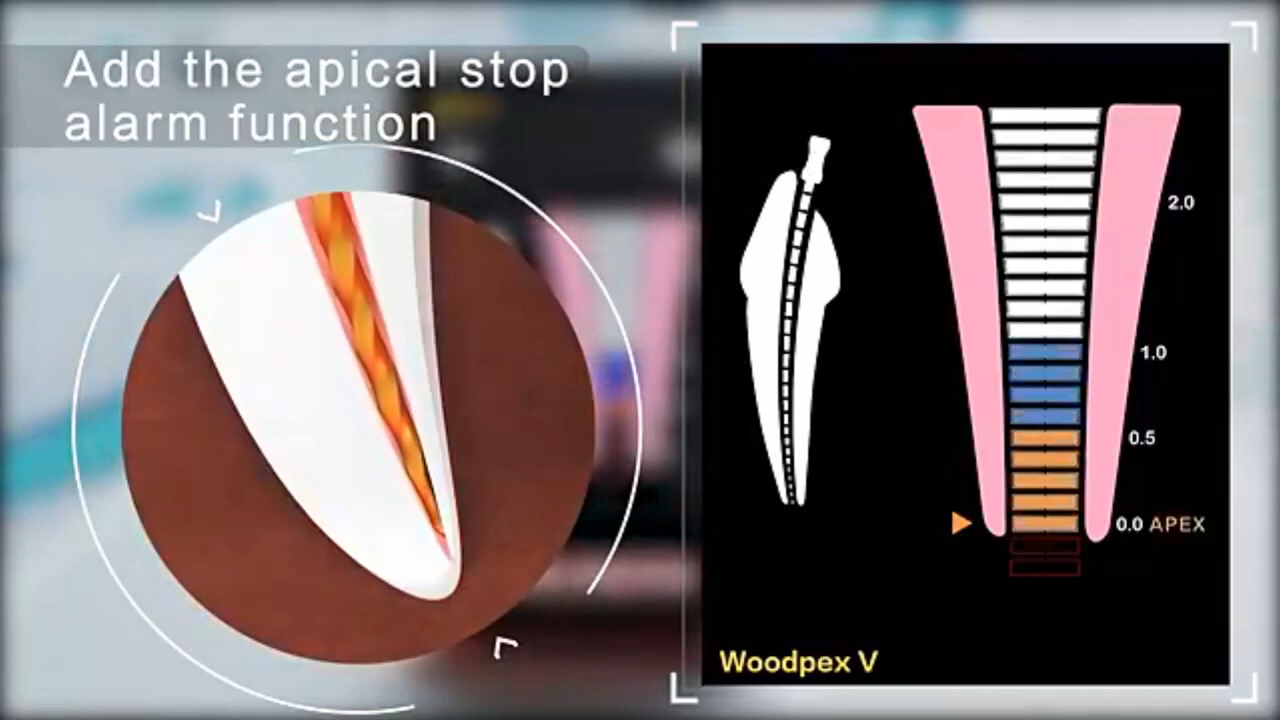 Add the apical stop
alarm function
2.0
1.0
0.5
0.0 APEX
Woodpex V